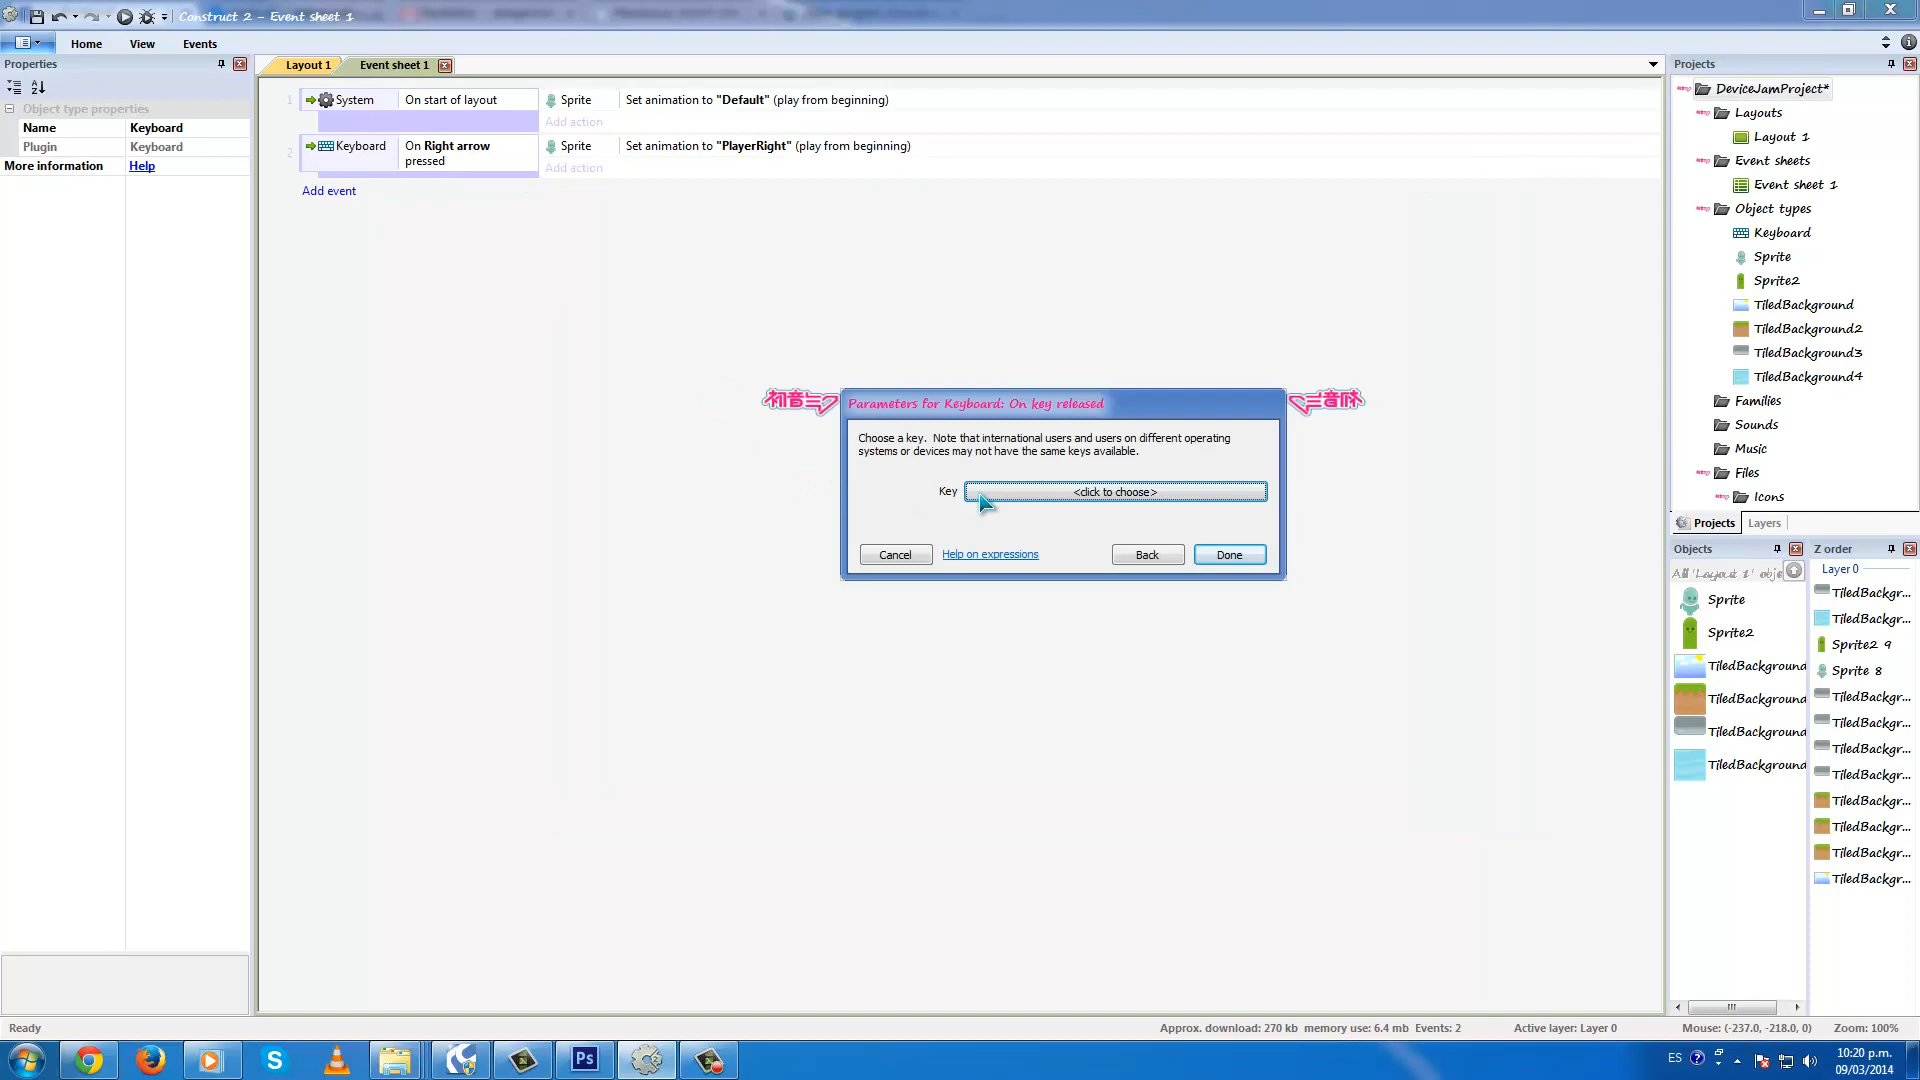 Construct 2 - Event sheet 1
Home
View
Events
Properties
Object type properties
Name
Keyboard
Plugin
Keyboard
More information
Help
Layout 1
Event sheet 1
1
System
On start of layout
Sprite
Set animation to "Default" (play from beginning)
Add action
2
Keyboard
On Right arrow
pressed
Sprite
Set animation to "PlayerRight" (play from beginning)
Add action
Add event
Parameters for Keyboard: On key released
Choose a key. Note that international users and users on different operating
systems or devices may not have the same keys available.
Key
<click to choose>
Cancel
Help on expressions
Back
Done
Projects
DeviceJamProject*
Layouts
Layout 1
Event sheets
Event sheet 1
Object types
Keyboard
Sprite
Sprite2
TiledBackground
TiledBackground2
TiledBackground3
TiledBackground4
Families
Sounds
Music
Files
Icons
Projects
Layers
Objects
All 'Layout 1' obje
Sprite
Sprite2
TiledBackground
TiledBackground
TiledBackground
TiledBackground
Z order
Layer 0
TiledBackgr...
TiledBackgr...
Sprite2 9
Sprite 8
TiledBackgr...
TiledBackgr...
TiledBackgr...
TiledBackgr...
TiledBackgr...
TiledBackgr...
TiledBackgr...
TiledBackgr...
Ready
Approx. download: 270 kb memory use: 6.4 mb Events: 2
Active layer: Layer 0
Mouse: (-237.0, -218.0, 0)
Zoom: 100%
Ps
ES
10:20 p.m.
09/03/2014